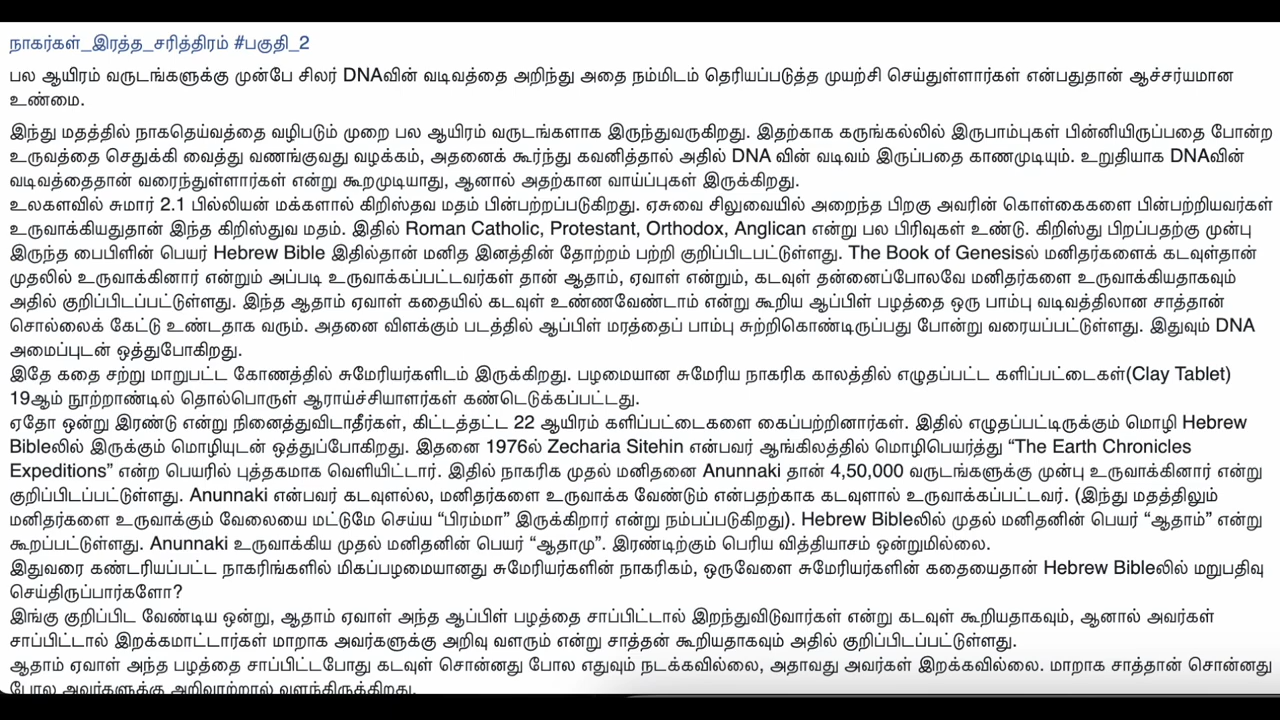 நாகர்கள்_இரத்த_சரித்திரம் #பகுதி_2
பல ஆயிரம் வருடங்களுக்கு முன்பே சிலர் DNAவின் வடிவத்தை அறிந்து அதை நம்மிடம் தெரியப்படுத்த முயற்சி செய்துள்ளார்கள் என்பதுதான் ஆச்சர்யமான
உண்மை.
இந்து மதத்தில் நாகதெய்வத்தை வழிபடும் முறை பல ஆயிரம் வருடங்களாக இருந்துவருகிறது. இதற்காக கருங்கல்லில் இருபாம்புகள் பின்னியிருப்பதை போன்ற
உருவத்தை செதுக்கி வைத்து வணங்குவது வழக்கம், அதனைக் கூர்ந்து கவனித்தால் அதில் DNA வின் வடிவம் இருப்பதை காணமுடியும். உறுதியாக DNAவின்
வடிவத்தைதான் வரைந்துள்ளார்கள் என்று கூறமுடியாது, ஆனால் அதற்கான வாய்ப்புகள் இருக்கிறது.
உலகளவில் சுமார் 2.1 பில்லியன் மக்களால் கிறிஸ்தவ மதம் பின்பற்றப்படுகிறது. ஏசுவை சிலுவையில் அறைந்த பிறகு அவரின் கொள்கைகளை பின்பற்றியவர்கள்
உருவாக்கியதுதான் இந்த கிறிஸ்துவ மதம். இதில் Roman Catholic, Protestant, Orthodox, Anglican என்று பல பிரிவுகள் உண்டு. கிறிஸ்து பிறப்பதற்கு முன்பு
இருந்த பைபிளின் பெயர் Hebrew Bible இதில்தான் மனித இனத்தின் தோற்றம் பற்றி குறிப்பிடபட்டுள்ளது. The Book of Genesisல் மனிதர்களைக் கடவுள்தான்
முதலில் உருவாக்கினார் என்றும் அப்படி உருவாக்கப்பட்டவர்கள் தான் ஆதாம், ஏவாள் என்றும், கடவுள் தன்னைப்போலவே மனிதர்களை உருவாக்கியதாகவும்
அதில் குறிப்பிடப்பட்டுள்ளது. இந்த ஆதாம் ஏவாள் கதையில் கடவுள் உண்ணவேண்டாம் என்று கூறிய ஆப்பிள் பழத்தை ஒரு பாம்பு வடிவத்திலான சாத்தான்
சொல்லைக் கேட்டு உண்டதாக வரும். அதனை விளக்கும் படத்தில் ஆப்பிள் மரத்தைப் பாம்பு சுற்றிகொண்டிருப்பது போன்று வரையப்பட்டுள்ளது. இதுவும் DNA
அமைப்புடன் ஒத்துபோகிறது.
இதே கதை சற்று மாறுபட்ட கோணத்தில் சுமேரியர்களிடம் இருக்கிறது. பழமையான சுமேரிய நாகரிக காலத்தில் எழுதப்பட்ட களிப்பட்டைகள்(Clay Tablet)
19ஆம் நூற்றாண்டில் தொல்பொருள் ஆராய்ச்சியாளர்கள் கண்டெடுக்கப்பட்டது.
ஏதோ ஒன்று இரண்டு என்று நினைத்துவிடாதீர்கள், கிட்டத்தட்ட 22 ஆயிரம் களிப்பட்டைகளை கைப்பற்றினார்கள். இதில் எழுதப்பட்டிருக்கும் மொழி Hebrew
Bibleலில் இருக்கும் மொழியுடன் ஒத்துப்போகிறது. இதனை 1976ல் Zecharia Sitehin என்பவர் ஆங்கிலத்தில் மொழிபெயர்த்து “The Earth Chronicles
Expeditions” என்ற பெயரில் புத்தகமாக வெளியிட்டார். இதில் நாகரிக முதல் மனிதனை Anunnaki தான் 4,50,000 வருடங்களுக்கு முன்பு உருவாக்கினார் என்று
குறிப்பிடப்பட்டுள்ளது. Anunnaki என்பவர் கடவுளல்ல, மனிதர்களை உருவாக்க வேண்டும் என்பதற்காக கடவுளால் உருவாக்கப்பட்டவர். (இந்து மதத்திலும்
மனிதர்களை உருவாக்கும் வேலையை மட்டுமே செய்ய “பிரம்மா” இருக்கிறார் என்று நம்பப்படுகிறது). Hebrew Bibleலில் முதல் மனிதனின் பெயர் “ஆதாம்” என்று
கூறப்பட்டுள்ளது. Anunnaki உருவாக்கிய முதல் மனிதனின் பெயர் “ஆதாமு”. இரண்டிற்கும் பெரிய வித்தியாசம் ஒன்றுமில்லை.
இதுவரை கண்டரியப்பட்ட நாகரிங்களில் மிகப்பழமையானது சுமேரியர்களின் நாகரிகம், ஒருவேளை சுமேரியர்களின் கதையைதான் Hebrew Bibleலில் மறுபதிவு
செய்திருப்பார்களோ?
இங்கு குறிப்பிட வேண்டிய ஒன்று, ஆதாம் ஏவாள் அந்த ஆப்பிள் பழத்தை சாப்பிட்டால் இறந்துவிடுவார்கள் என்று கடவுள் கூறியதாகவும், ஆனால் அவர்கள்
சாப்பிட்டால் இறக்கமாட்டார்கள் மாறாக அவர்களுக்கு அறிவு வளரும் என்று சாத்தன் கூறியதாகவும் அதில் குறிப்பிடப்பட்டுள்ளது.
ஆதாம் ஏவாள் அந்த பழத்தை சாப்பிட்டபோது கடவுள் சொன்னது போல எதுவும் நடக்கவில்லை, அதாவது அவர்கள் இறக்கவில்லை. மாறாக சாத்தான் சொன்னது
போல அவர்களுக்கு அறிவாற்றால் வளந்திருக்கிறது.